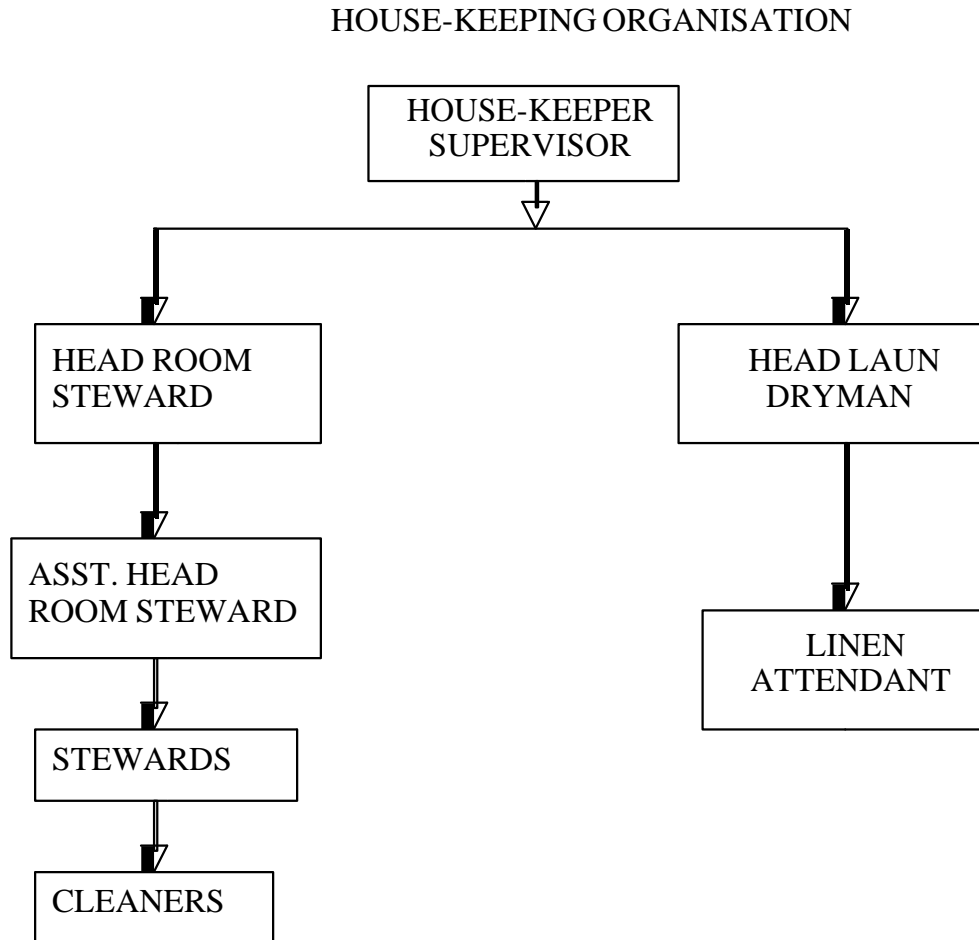 HOUSE-KEEPING ORGANISATION
HOUSE-KEEPER
SUPERVISOR
HEAD ROOM
STEWARD
HEAD LAUN
DRYMAN
ASST. HEAD
ROOM STEWARD
LINEN
ATTENDANT
STEWARDS
CLEANERS